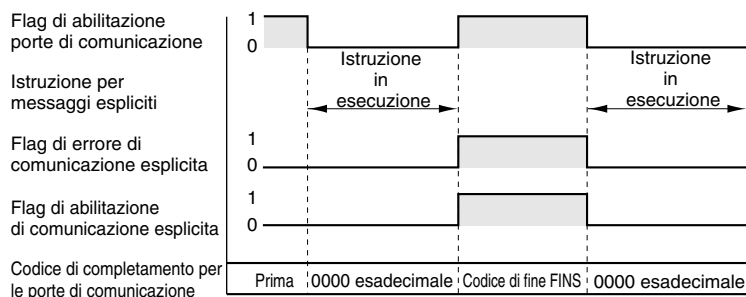 Flag di abilitazione
porte di comunicazione
1
0
Istruzione per
messaggi espliciti
Istruzione
in
esecuzione
Istruzione
in
esecuzione
Flag di errore di
comunicazione esplicita
1
0
Flag di abilitazione
di comunicazione esplicita
1
0
Codice di completamento per
le porte di comunicazione
Prima
0000 esadecimale
Codice di fine FINS
0000 esadecimale